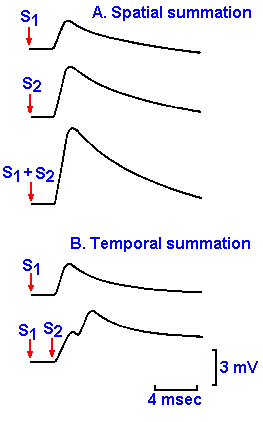 A. Spatial summation
S1
S2
S1 + S2
B. Temporal summation
S1
S1 S2
3 mV
4 msec